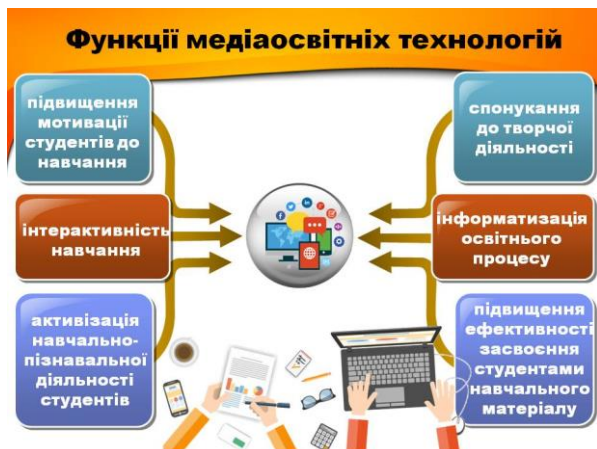 Функції медіаосвітніх технологій
підвищення
мотивації
студентів до
навчання
інтерактивність
навчання
активізація
навчально-
пізнавальної
діяльності
студентів
спонукання
до творчої
діяльності
інформатизація
освітнього
процесу
підвищення
ефективності
засвоєння
студентами
навчального
матеріалу